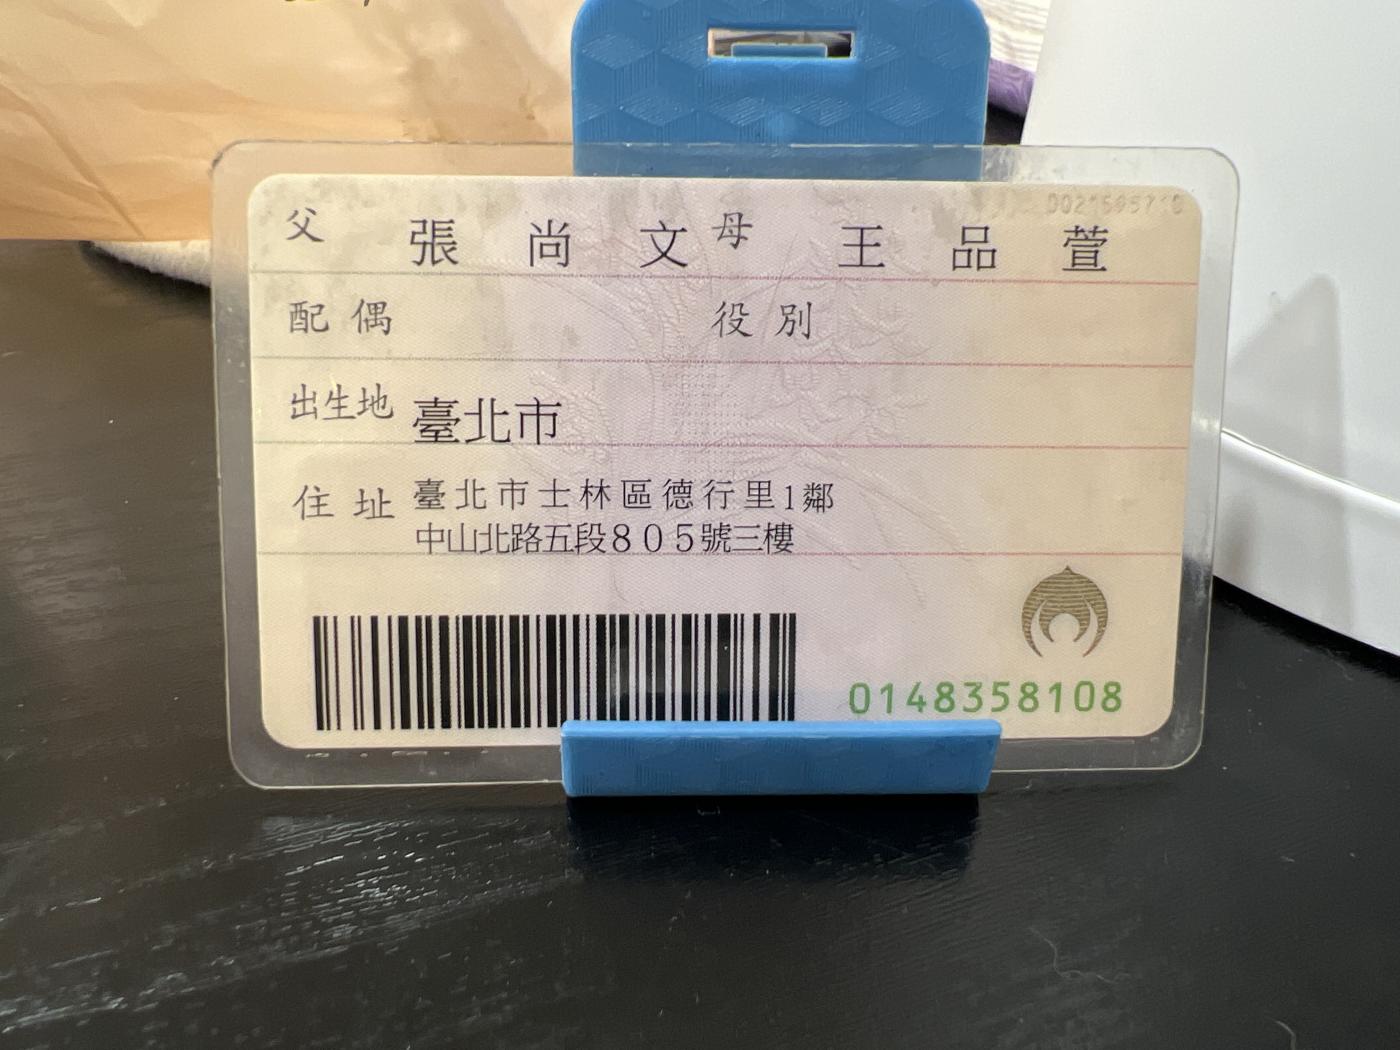 父 張尚文 母 王品萱
配偶 役別
出生地 臺北市
住址 臺北市士林區德行里1鄰
中山北路五段805號三樓
0148358108